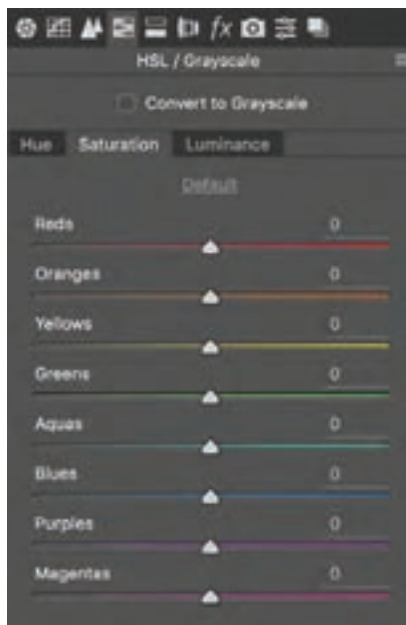 fx
HSL / Grayscale
Convert to Grayscale
Hue Saturation Luminance
Default
Reds 0
Oranges 0
Yellows 0
Greens 0
Aquas 0
Blues 0
Purples 0
Magentas 0